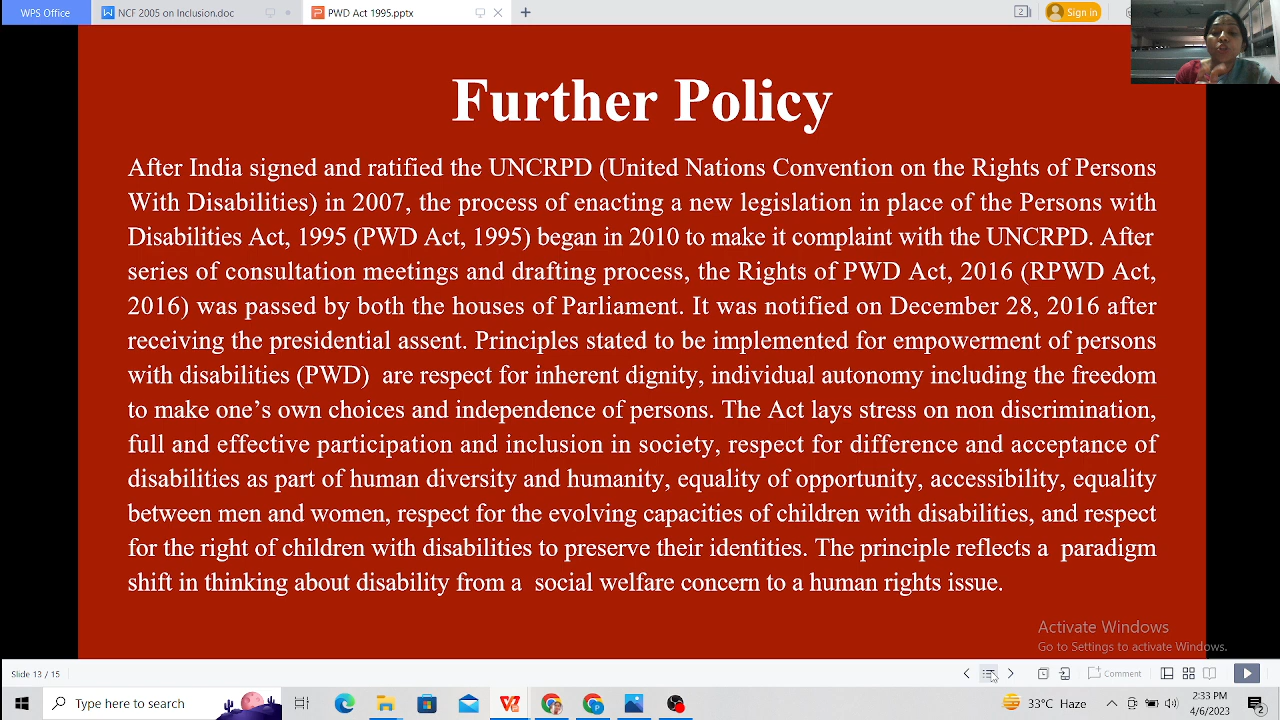 WPS Office
NCF 2005 on Inclusion.doc
PWD Act 1995.pptx
2
Sign in
Further Policy
After India signed and ratified the UNCRPD (United Nations Convention on the Rights of Persons
With Disabilities) in 2007, the process of enacting a new legislation in place of the Persons with
Disabilities Act, 1995 (PWD Act, 1995) began in 2010 to make it complaint with the UNCRPD. After
series of consultation meetings and drafting process, the Rights of PWD Act, 2016 (RPWD Act,
2016) was passed by both the houses of Parliament. It was notified on December 28, 2016 after
receiving the presidential assent. Principles stated to be implemented for empowerment of persons
with disabilities (PWD) are respect for inherent dignity, individual autonomy including the freedom
to make one’s own choices and independence of persons. The Act lays stress on non discrimination,
full and effective participation and inclusion in society, respect for difference and acceptance of
disabilities as part of human diversity and humanity, equality of opportunity, accessibility, equality
between men and women, respect for the evolving capacities of children with disabilities, and respect
for the right of children with disabilities to preserve their identities. The principle reflects a paradigm
shift in thinking about disability from a social welfare concern to a human rights issue.
Activate Windows
Go to Settings to activate Windows.
Slide 13 / 15
Comment
Type here to search
33°C Haze
2:33 PM
4/6/2023
2